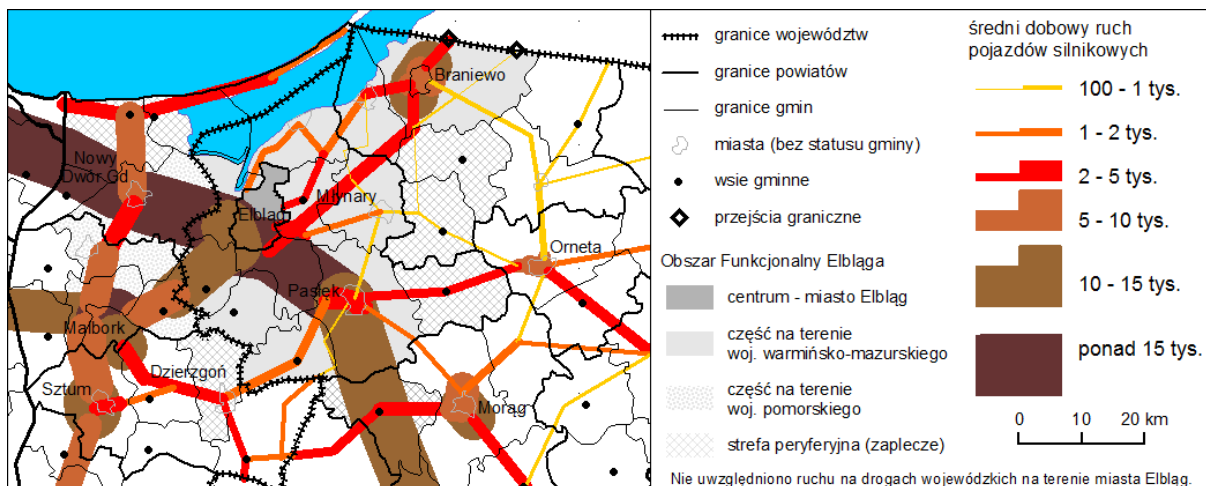 Braniewo
Nowy
Dwór Gd
Młynary
Elbląg
Orneta
Pasłęk
Malbork
Dzierzgoń
Sztum
Morąg
granice województw
granice powiatów
granice gmin
miasta (bez statusu gminy)
wsie gminne
przejścia graniczne
Obszar Funkcjonalny Elbląga
centrum - miasto Elbląg
część na terenie
woj. warmińsko-mazurskiego
część na terenie
woj. pomorskiego
strefa peryferyjna (zaplecze)
średni dobowy ruch
pojazdów silnikowych
100 - 1 tys.
1 - 2 tys.
2 - 5 tys.
5 - 10 tys.
10 - 15 tys.
ponad 15 tys.
0 10 20 km
Nie uwzględniono ruchu na drogach wojewódzkich na terenie miasta Elbląg.